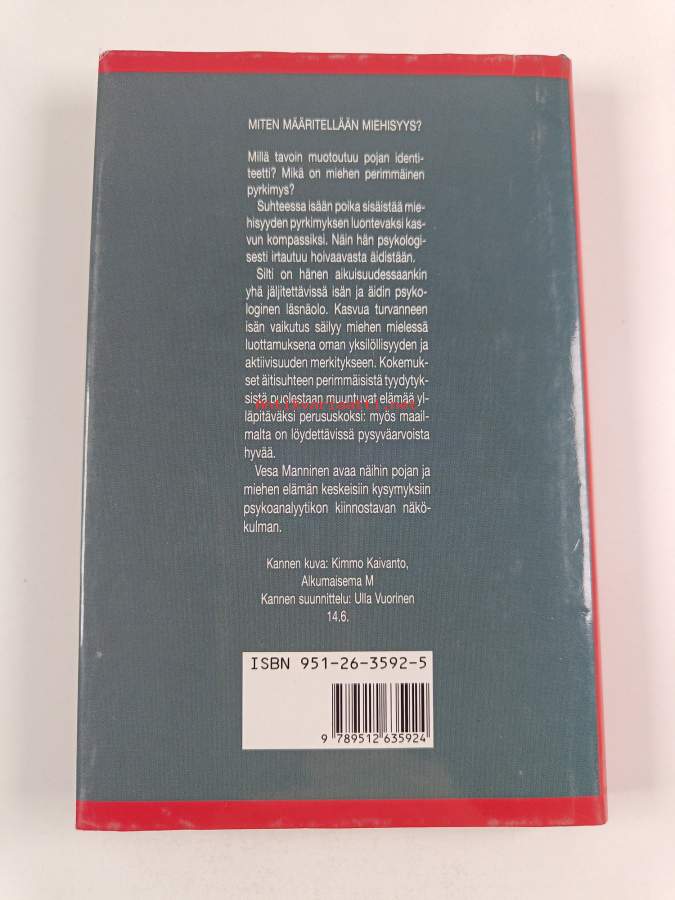 MITEN MÄÄRITELLÄÄN MIEHISYYS?
Millä tavoin muotoutuu pojan identi-
teetti? Mikä on miehen perimmäinen
pyrkimys?
Suhteessa isään poika sisäistää mie-
hisyyden pyrkimyksen luontevaksi kas-
vun kompassiksi. Näin hän psykologi-
sesti irtautuu hoivaavasta äidistään.
Silti on hänen aikuisuudessaankin
yhä jäljitettävissä isän ja äidin psyko-
loginen läsnäolo. Kasvua turvanneen
isän vaikutus säilyy miehen mielessä
luottamuksena oman yksilöllisyyden ja
aktiivisuuden merkitykseen. Kokemuk-
set äitisuhteen perimmäisistä tyydytyk-
sistä puolestaan muuntuvat elämää yl-
läpitäväksi perususkoksi: myös maail-
malta on löydettävissä pysyväarvoista
hyvää.
Vesa Manninen avaa näihin pojan ja
miehen elämän keskeisiin kysymyksiin
psykoanalyytikon kiinnostavan näkö-
kulman.
Kannen kuva: Kimmo Kaivanto,
Alkumaisema M
Kannen suunnittelu: Ulla Vuorinen
14.6.
ISBN 951-26-3592-5
9 789512 635924
antikvariaatti.net